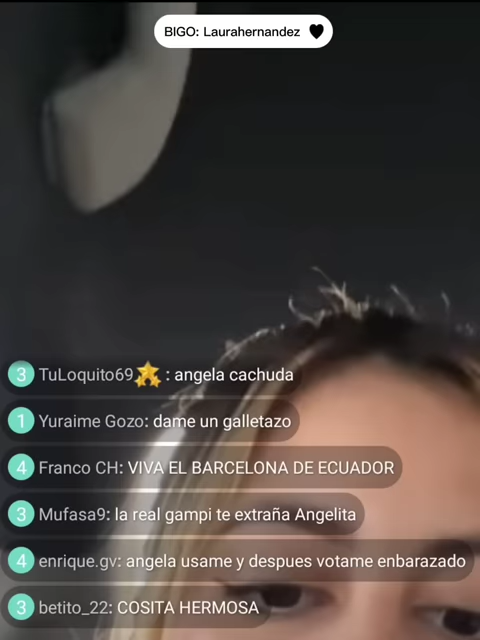 BIGO: Laurahernandez 🖤
3 TuLoquito69⭐ : angela cachuda
1 Yuraime Gozo: dame un galletazo
4 Franco CH: VIVA EL BARCELONA DE ECUADOR
3 Mufasa9: la real gampi te extraña Angelita
4 enrique.gv: angela usame y despues votame enbarazado
3 betito_22: COSITA HERMOSA